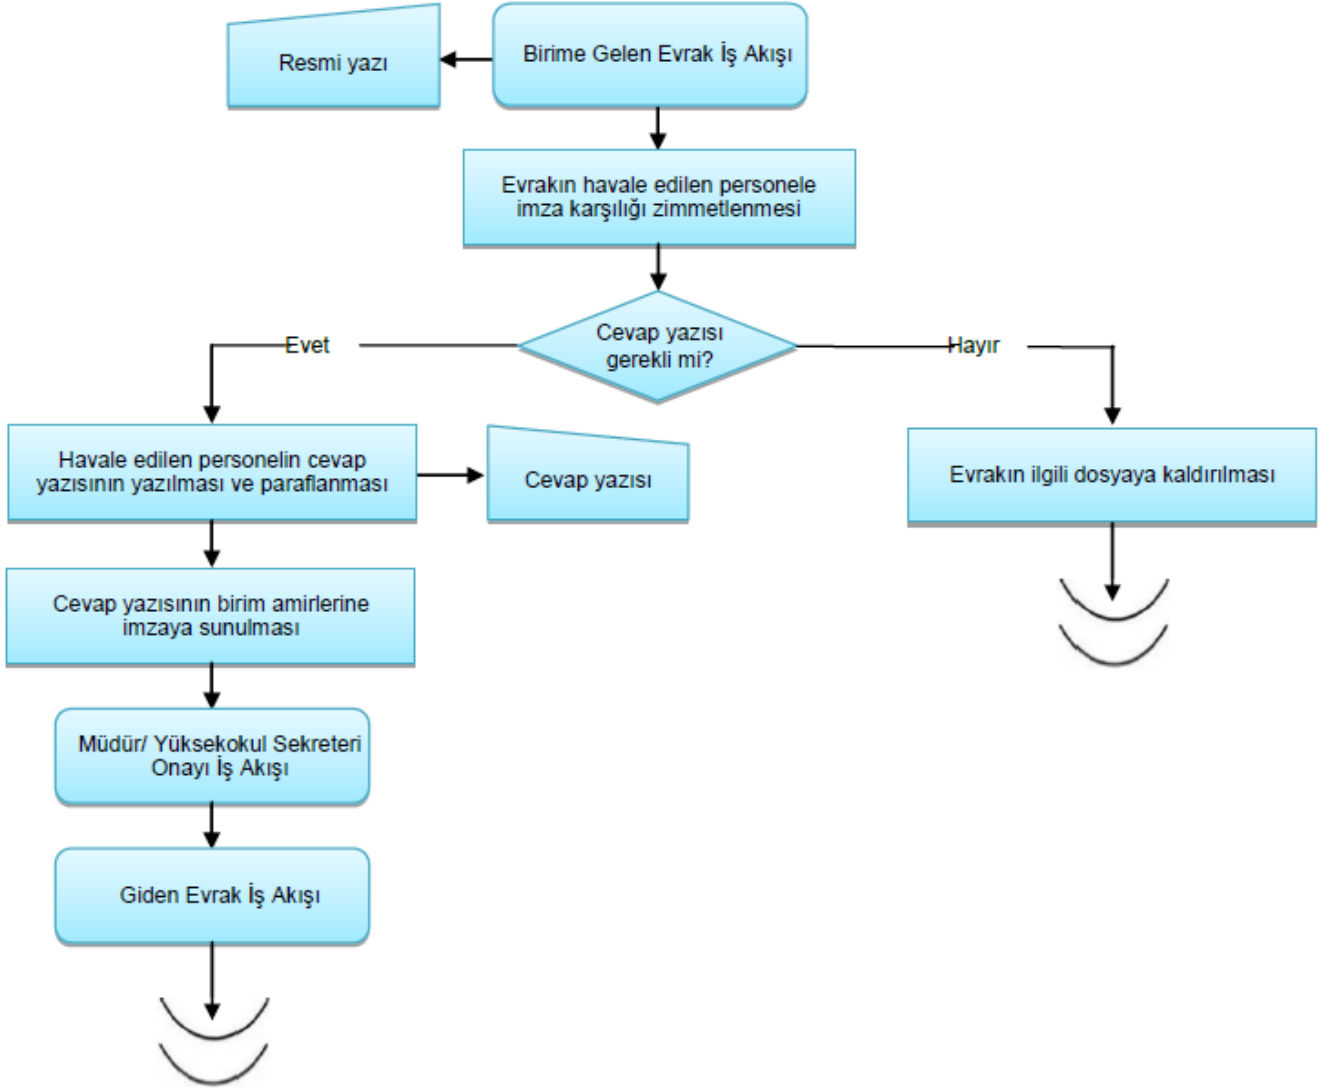 Resmi yazı
Birime Gelen Evrak İş Akışı
Evrakın havale edilen personele
imza karşılığı zimmetlenmesi
Cevap yazısı
gerekli mi?
Evet
Hayır
Havale edilen personelin cevap
yazısının yazılması ve paraflanması
Cevap yazısı
Evrakın ilgili dosyaya kaldırılması
Cevap yazısının birim amirlerine
imzaya sunulması
Müdür/ Yüksekokul Sekreteri
Onayı İş Akışı
Giden Evrak İş Akışı